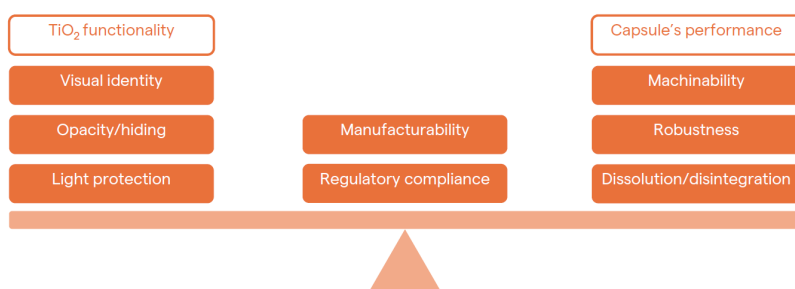 TiO₂ functionality
Visual identity
Opacity/hiding
Light protection
Manufacturability
Regulatory compliance
Capsule’s performance
Machinability
Robustness
Dissolution/disintegration